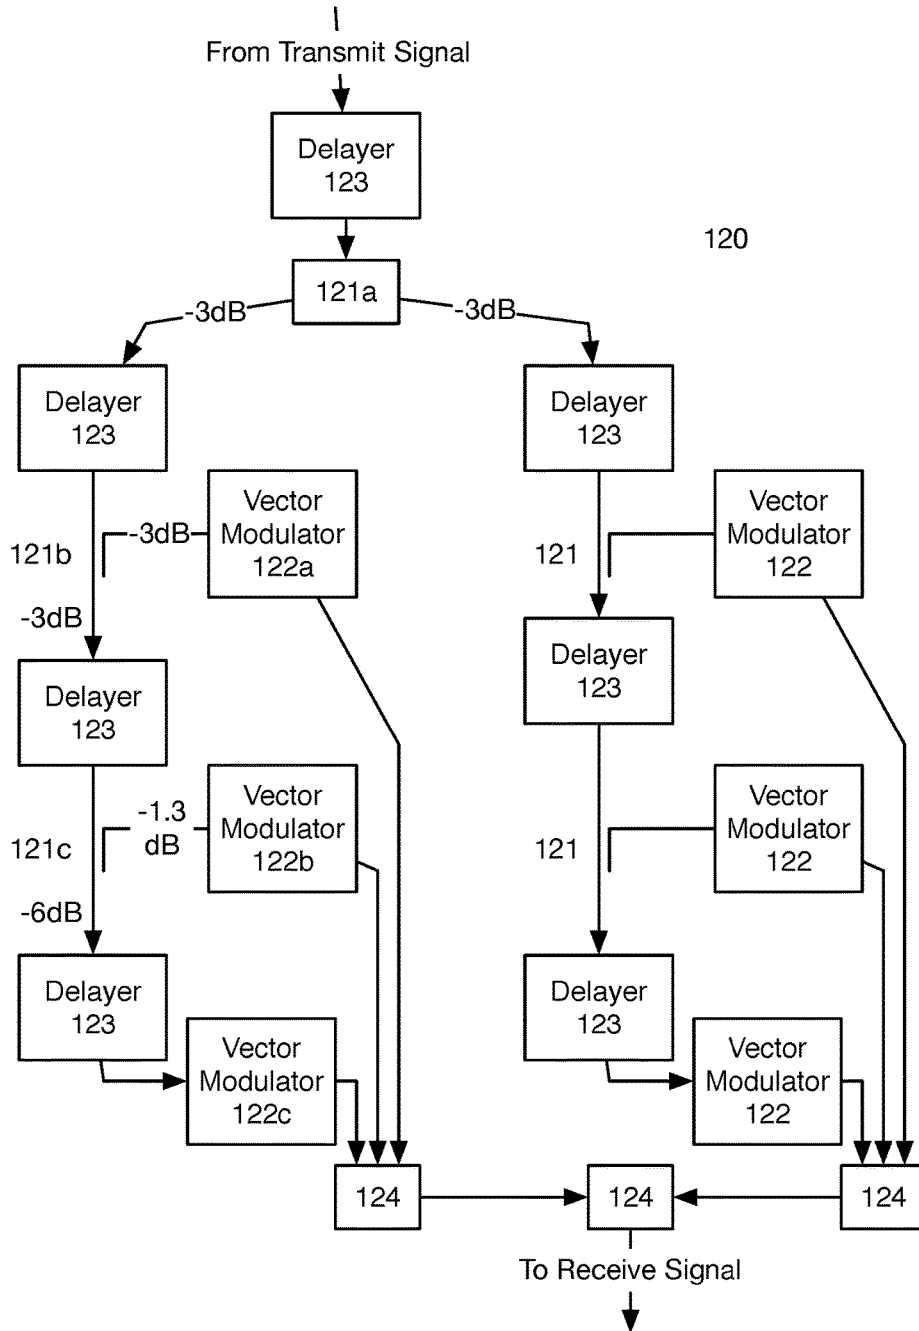 From Transmit Signal
Delayer
123
120
121a
-3dB
-3dB
Delayer
123
Delayer
123
Vector
Modulator
122a
-3dB
121b
-3dB
Vector
Modulator
122
121
Delayer
123
Delayer
123
Vector
Modulator
122b
-1.3
dB
121c
-6dB
Vector
Modulator
122
121
Delayer
123
Delayer
123
Vector
Modulator
122c
Vector
Modulator
122
124
124
124
To Receive Signal